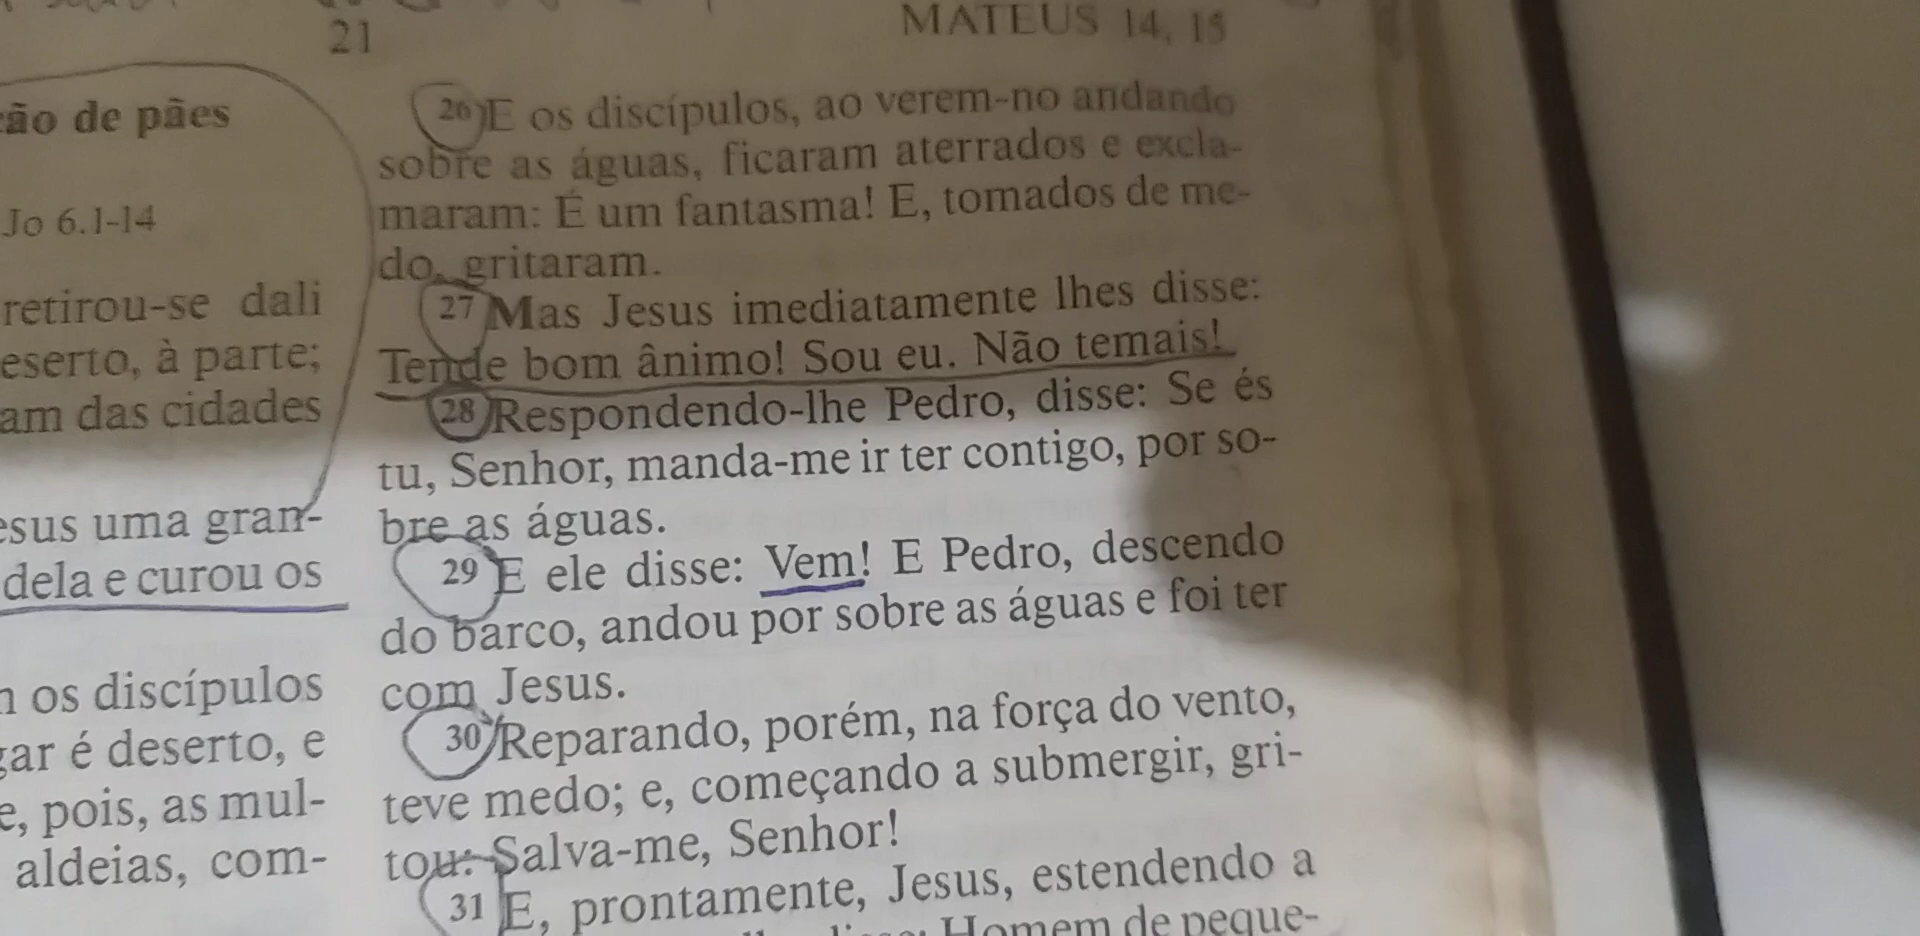 21
MATEUS 14, 15
de pães
Jo 6.1-14
retirou-se dali
à parte;
das cidades
uma gran-
dela e curou os
os discípulos
é deserto, e
pois, as mul-
aldeias, com-
26 E os discípulos, ao verem-no andando
sobre as águas, ficaram aterrados e excla-
maram: É um fantasma! E, tomados de me-
do, gritaram.
27 Mas Jesus imediatamente lhes disse:
Tende bom ânimo! Sou eu. Não temais!
28 Respondendo-lhe Pedro, disse: Se és
tu, Senhor, manda-me ir ter contigo, por so-
bre as águas.
29 E ele disse: Vem! E Pedro, descendo
do barco, andou por sobre as águas e foi ter
com Jesus.
30 Reparando, porém, na força do vento,
teve medo; e, começando a submergir, gri-
tou: Salva-me, Senhor!
31 E, prontamente, Jesus, estendendo a
Homem de peque-